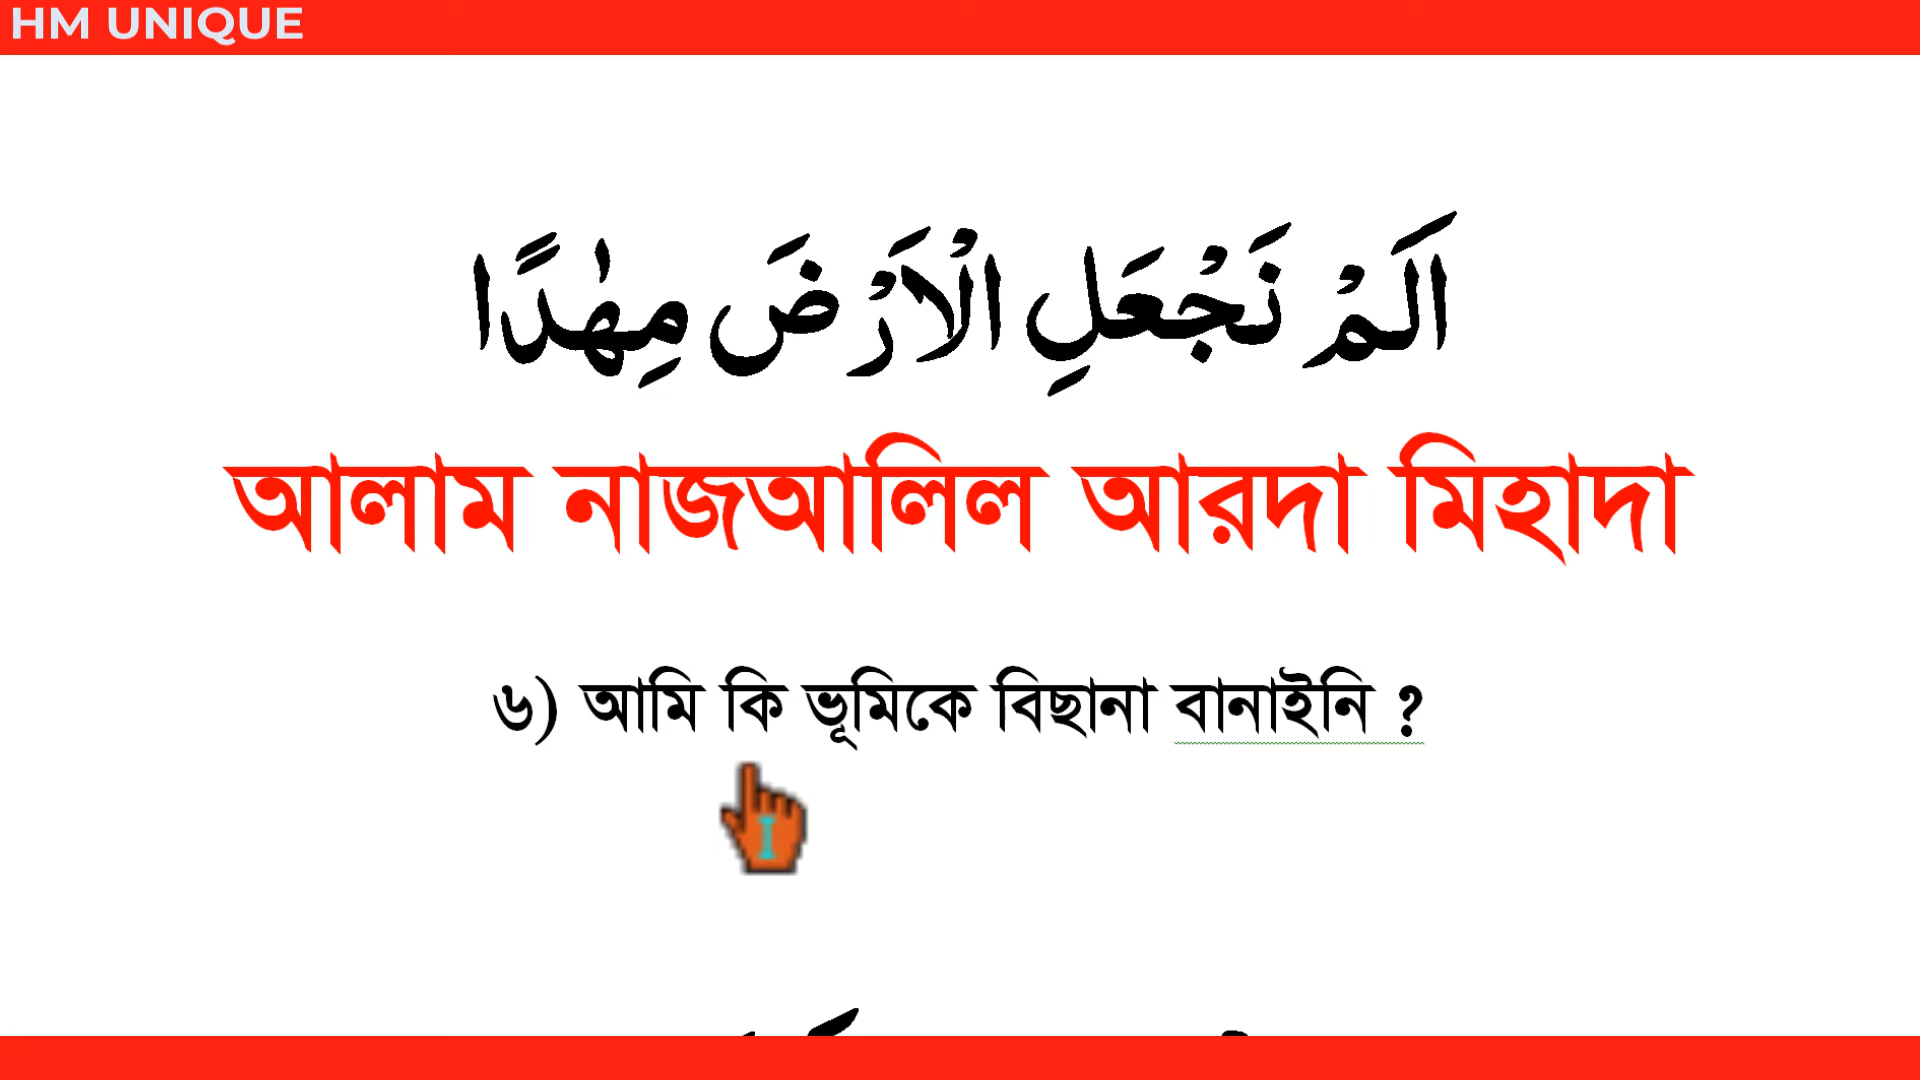 HM UNIQUE
اَلَمْ نَجْعَلِ الْاَرْضَ مِهٰدًا
আলাম নাজআলিল আরদা মিহাদা
৬) আমি কি ভূমিকে বিছানা বানাইনি ?